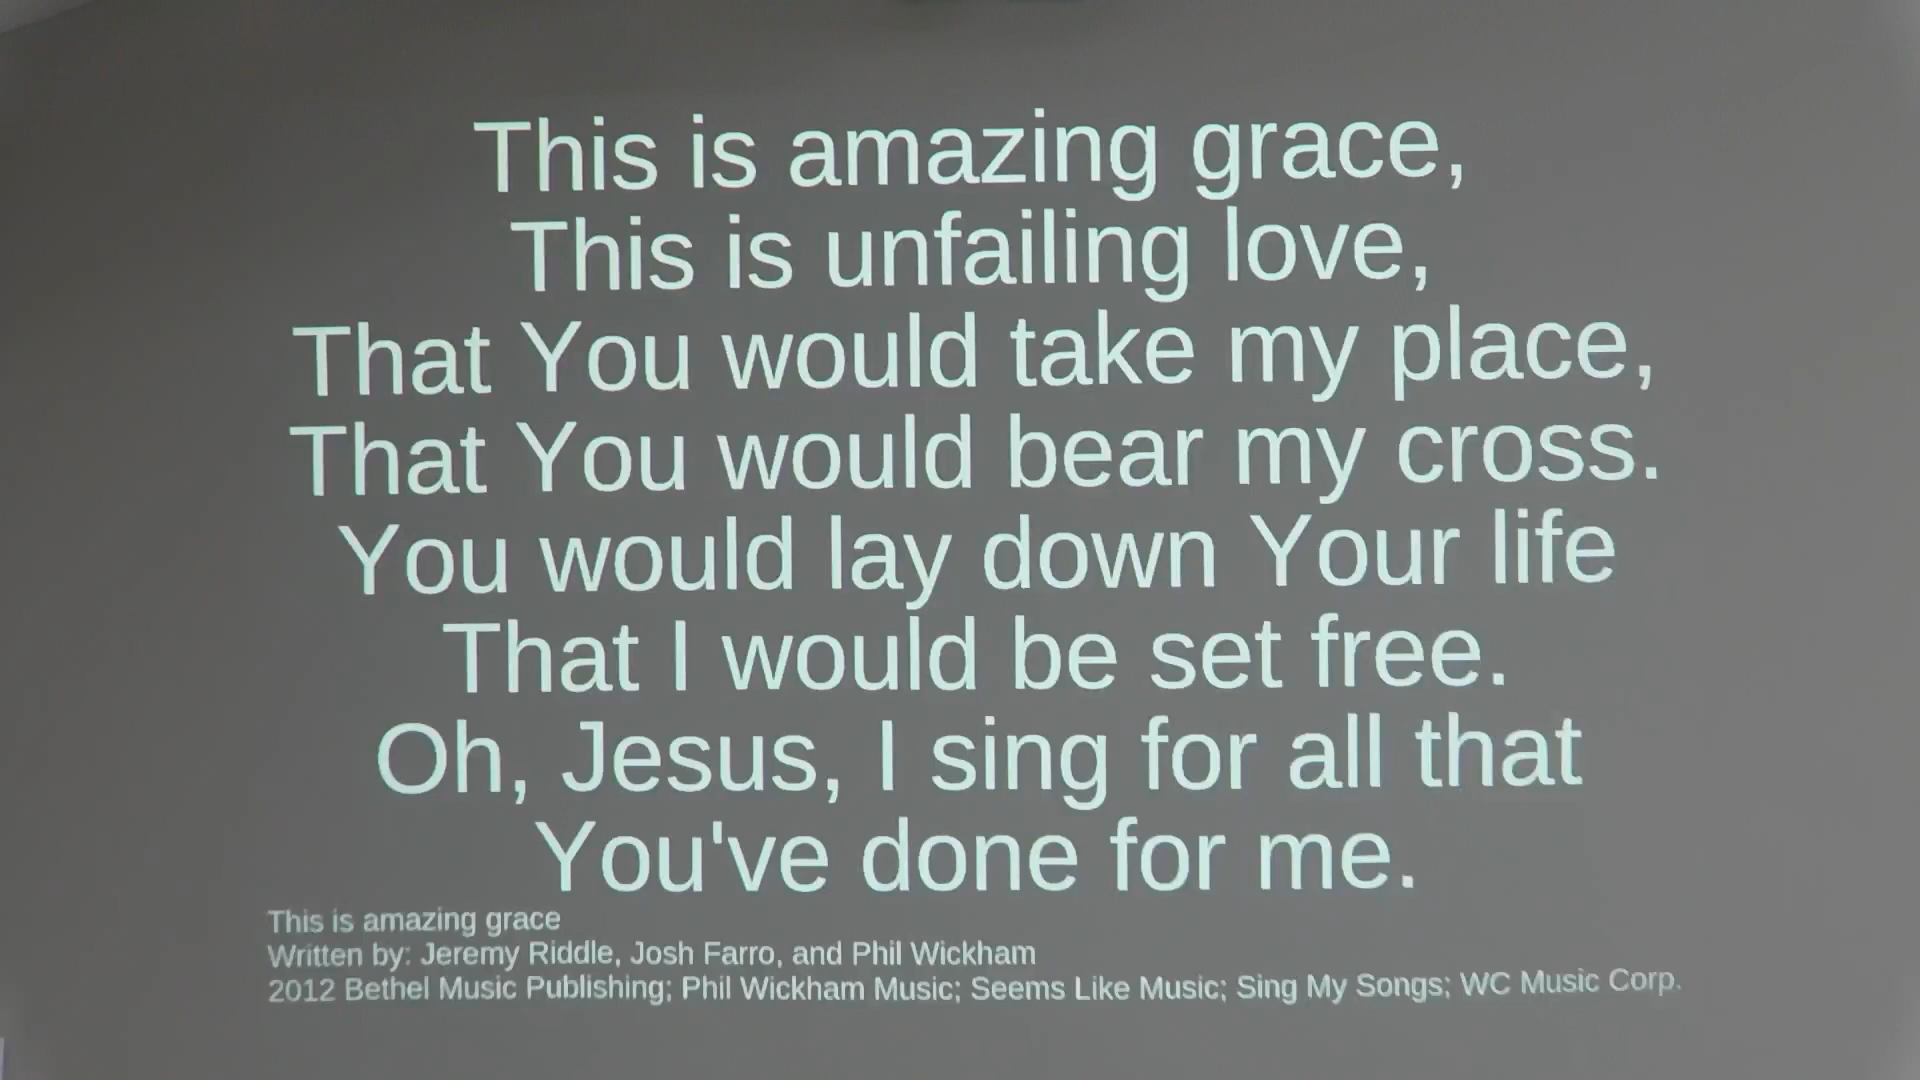 This is amazing grace,
This is unfailing love,
That You would take my place,
That You would bear my cross.
You would lay down Your life
That I would be set free.
Oh, Jesus, I sing for all that
You've done for me.
This is amazing grace
Written by: Jeremy Riddle, Josh Farro, and Phil Wickham
2012 Bethel Music Publishing; Phil Wickham Music; Seems Like Music; Sing My Songs; WC Music Corp.